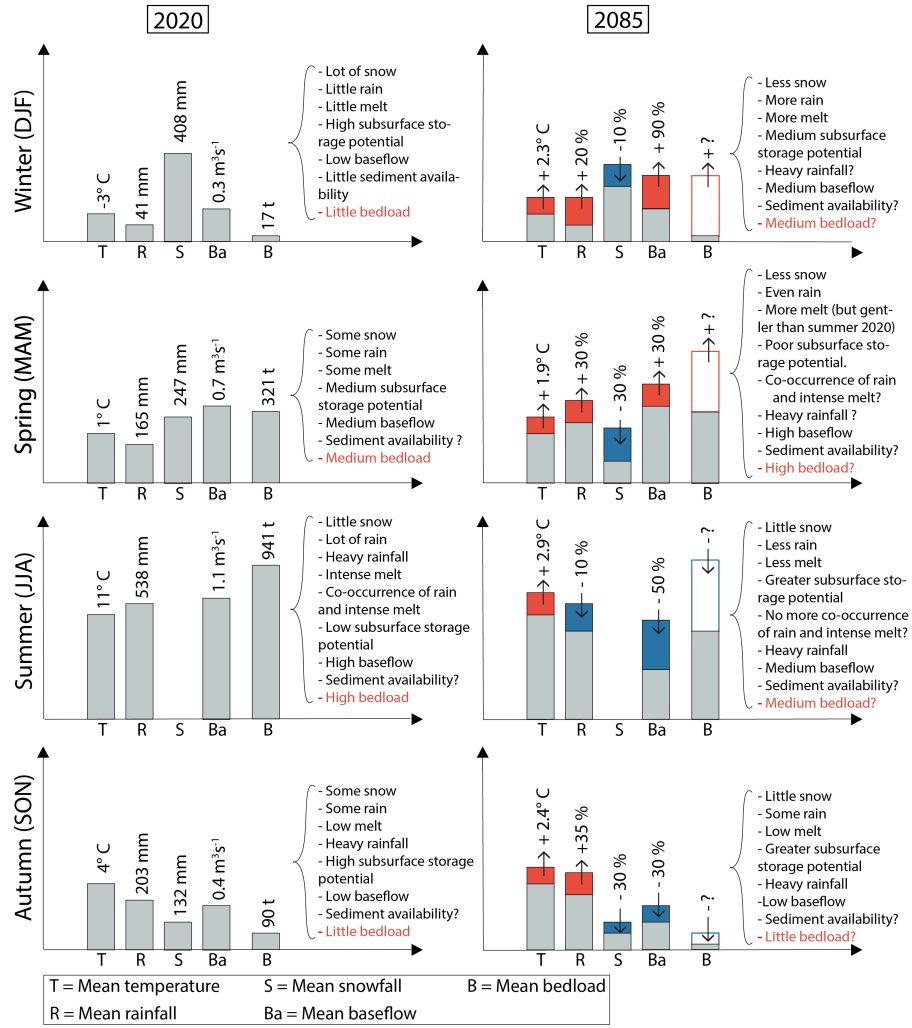 2020
2085
Winter (DJF)
-3° C
41 mm
408 mm
0.3 m³s⁻¹
17 t
T R S Ba B
- Lot of snow
- Little rain
- Little melt
- High subsurface sto-
rage potential
- Low baseflow
- Little sediment availa-
bility
- Little bedload
+ 2.3° C
+ 20 %
-10 %
+ 90 %
+ ?
T R S Ba B
- Less snow
- More rain
- More melt
- Medium subsurface
storage potential
- Heavy rainfall?
- Medium baseflow
- Sediment availability?
- Medium bedload?
Spring (MAM)
1° C
165 mm
247 mm
0.7 m³s⁻¹
321 t
T R S Ba B
- Some snow
- Some rain
- Some melt
- Medium subsurface
storage potential
- Medium baseflow
- Sediment availability ?
- Medium bedload
+ 1.9° C
+ 30 %
- 30 %
+ 30 %
+ ?
T R S Ba B
- Less snow
- Even rain
- More melt (but gent-
ler than summer 2020)
- Poor subsurface sto-
rage potential.
- Co-occurrence of rain
and intense melt?
- Heavy rainfall ?
- High baseflow
- Sediment availability?
- High bedload?
Summer (JJA)
11° C
538 mm
1.1 m³s⁻¹
941 t
T R S Ba B
- Little snow
- Lot of rain
- Heavy rainfall
- Intense melt
- Co-occurrence of rain
and intense melt
- Low subsurface storage
potential
- High baseflow
- Sediment availability?
- High bedload
+ 2.9° C
- 10 %
- 50 %
- ?
T R S Ba B
- Little snow
- Less rain
- Less melt
- Greater subsurface sto-
rage potential
- No more co-occurrence
of rain and intense melt?
- Heavy rainfall
- Medium baseflow
- Sediment availability?
- Medium bedload?
Autumn (SON)
4° C
203 mm
132 mm
0.4 m³s⁻¹
90 t
T R S Ba B
- Some snow
- Some rain
- Low melt
- Heavy rainfall
- High subsurface storage
potential
- Low baseflow
- Sediment availability?
- Little bedload
+ 2.4° C
+35 %
- 30 %
- 30 %
- ?
T R S Ba B
- Little snow
- Some rain
- Low melt
- Greater subsurface
storage potential
- Heavy rainfall
-Low baseflow
- Sediment availability?
- Little bedload?
T = Mean temperature S = Mean snowfall B = Mean bedload
R = Mean rainfall Ba = Mean baseflow